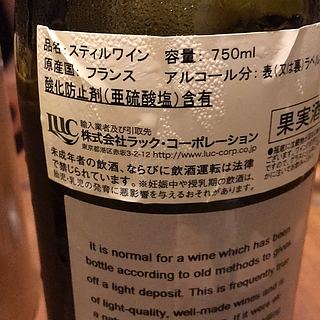 品名：スティルワイン 容量：750ml
原産国：フランス アルコール分：表(又は裏)ラベル
酸化防止剤(亜硫酸塩)含有
LUC 輸入業者及び引取先
株式会社ラック・コーポレーション
東京都港区赤坂3-2-12 http://www.luc-corp.co.jp
果実酒
未成年者の飲酒、ならびに飲酒運転は法律
で禁じられています。※妊娠中や授乳期の飲酒は、
胎児・乳児の発育に悪影響を与えるおそれがあります。
It is normal for a wine which has been
bottle according to old methods to
off a light deposit. This is frequently true
of light-quality, well-made wines and is
If it were